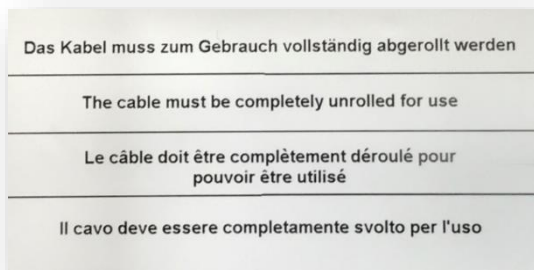 Das Kabel muss zum Gebrauch vollständig abgerollt werden
The cable must be completely unrolled for use
Le câble doit être complètement déroulé pour
pouvoir être utilisé
Il cavo deve essere completamente svolto per l'uso